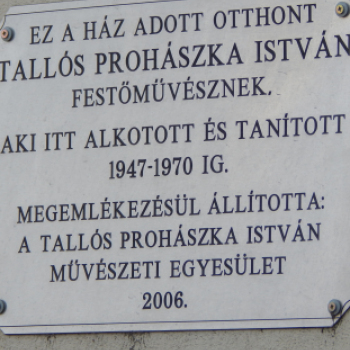 EZ A HÁZ ADOTT OTTHONT
TALLÓS PROHÁSZKA ISTVÁN
FESTŐMŰVÉSZNEK.
AKI ITT ALKOTOTT ÉS TANÍTOTT
1947-1970 IG.
MEGEMLÉKEZÉSÜL ÁLLÍTOTTA:
A TALLÓS PROHÁSZKA ISTVÁN
MŰVÉSZETI EGYESÜLET
2006.